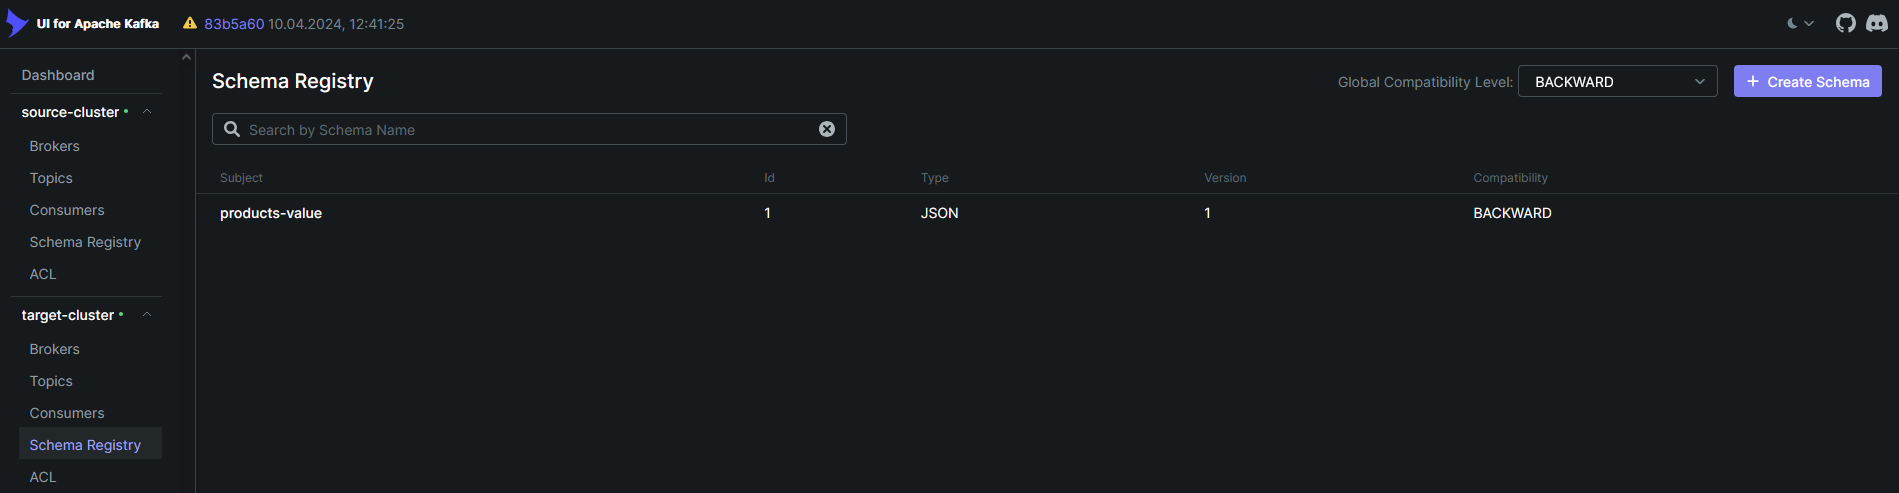 UI for Apache Kafka 83b5a60 10.04.2024, 12:41:25
Dashboard
source-cluster
Brokers
Topics
Consumers
Schema Registry
ACL
target-cluster
Brokers
Topics
Consumers
Schema Registry
ACL
Schema Registry
Global Compatibility Level: BACKWARD
Create Schema
Search by Schema Name
Subject Id Type Version Compatibility
products-value 1 JSON 1 BACKWARD